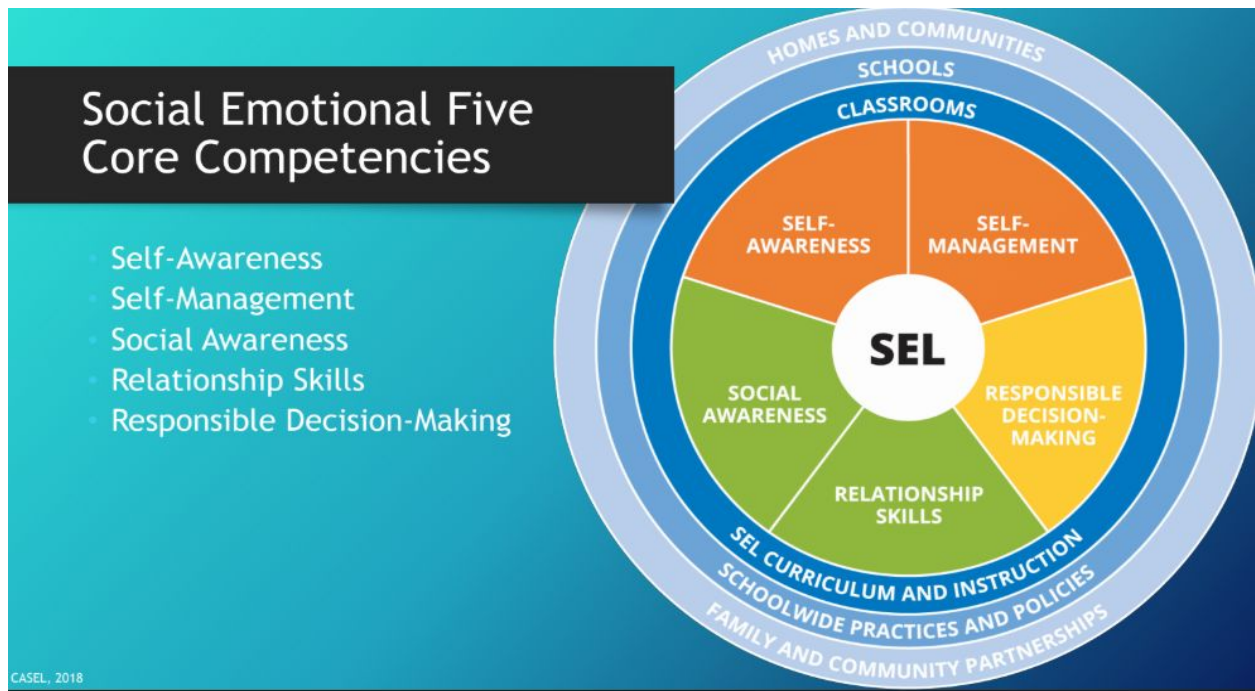 Social Emotional Five
Core Competencies
Self-Awareness
Self-Management
Social Awareness
Relationship Skills
Responsible Decision-Making
HOMES AND COMMUNITIES
SCHOOLS
CLASSROOMS
SELF-
AWARENESS
SELF-
MANAGEMENT
SEL
SOCIAL
AWARENESS
RESPONSIBLE
DECISION-
MAKING
RELATIONSHIP
SKILLS
SEL CURRICULUM AND INSTRUCTION
SCHOOLWIDE PRACTICES AND POLICIES
FAMILY AND COMMUNITY PARTNERSHIPS
CASEL, 2018